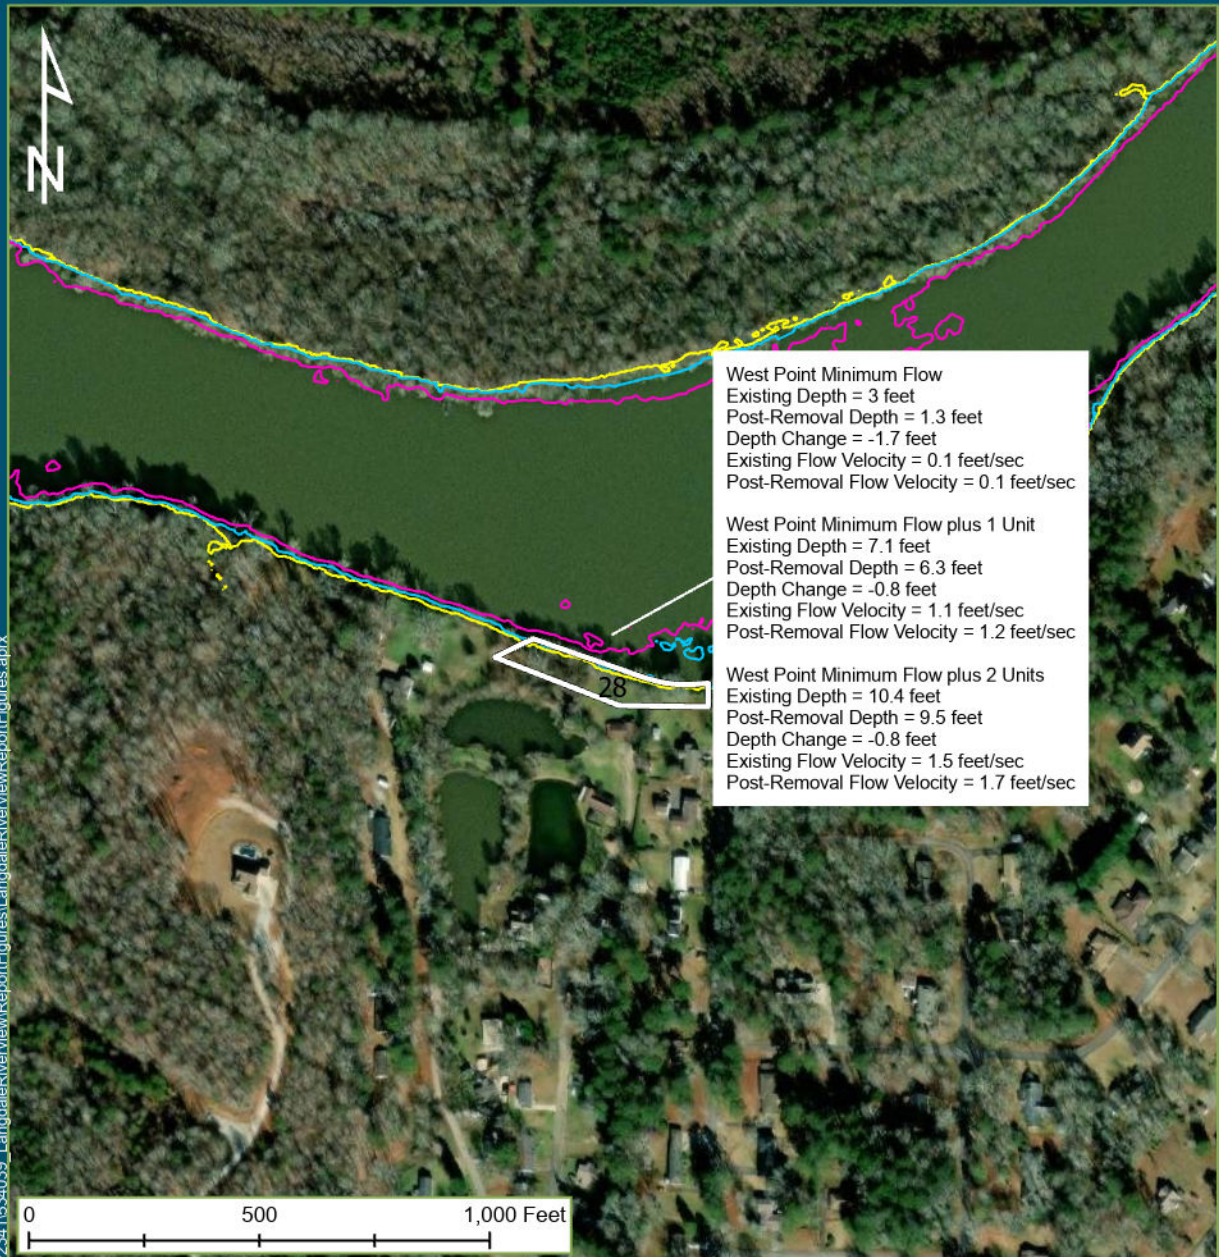 N
West Point Minimum Flow
Existing Depth = 3 feet
Post-Removal Depth = 1.3 feet
Depth Change = -1.7 feet
Existing Flow Velocity = 0.1 feet/sec
Post-Removal Flow Velocity = 0.1 feet/sec
West Point Minimum Flow plus 1 Unit
Existing Depth = 7.1 feet
Post-Removal Depth = 6.3 feet
Depth Change = -0.8 feet
Existing Flow Velocity = 1.1 feet/sec
Post-Removal Flow Velocity = 1.2 feet/sec
West Point Minimum Flow plus 2 Units
Existing Depth = 10.4 feet
Post-Removal Depth = 9.5 feet
Depth Change = -0.8 feet
Existing Flow Velocity = 1.5 feet/sec
Post-Removal Flow Velocity = 1.7 feet/sec
28
0 500 1,000 Feet
LangdaleRiverview\ReportFigures\LangdaleRiverviewReportFigures.aprx